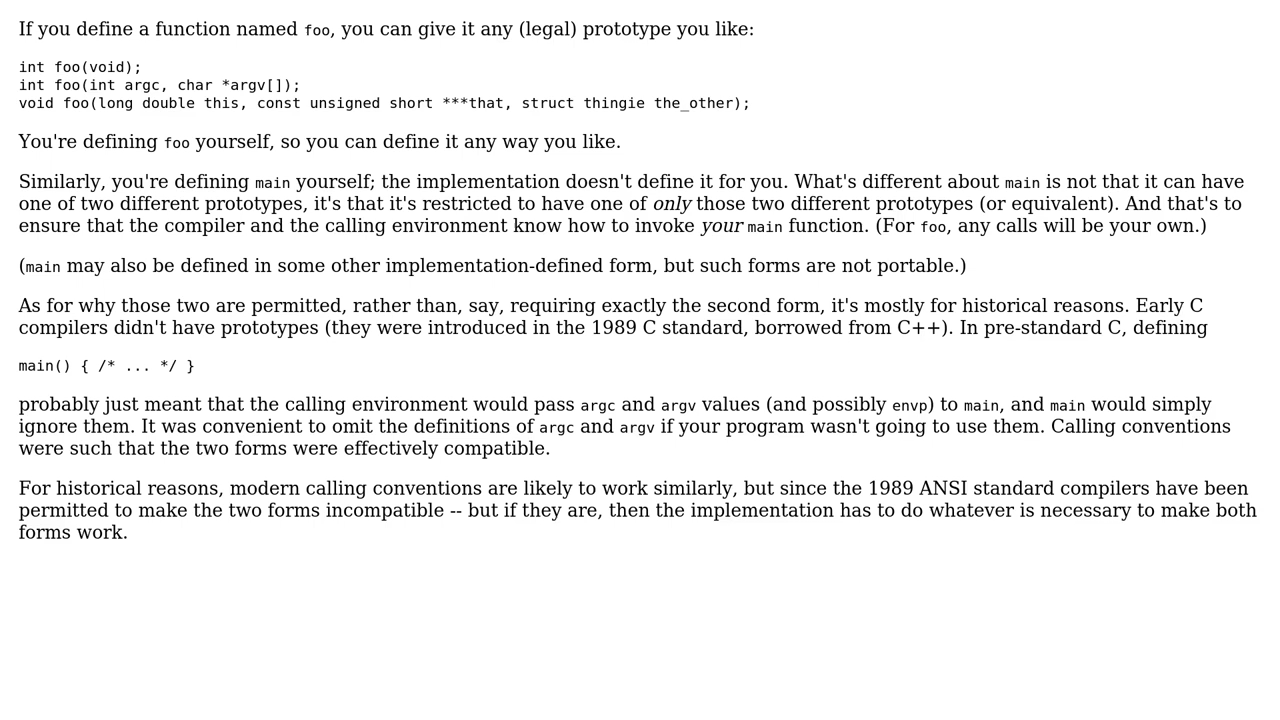 If you define a function named foo, you can give it any (legal) prototype you like:
int foo(void);
int foo(int argc, char *argv[]);
void foo(long double this, const unsigned short ***that, struct thingie the_other);
You're defining foo yourself, so you can define it any way you like.
Similarly, you're defining main yourself; the implementation doesn't define it for you. What's different about main is not that it can have
one of two different prototypes, it's that it's restricted to have one of only those two different prototypes (or equivalent). And that's to
ensure that the compiler and the calling environment know how to invoke your main function. (For foo, any calls will be your own.)
(main may also be defined in some other implementation-defined form, but such forms are not portable.)
As for why those two are permitted, rather than, say, requiring exactly the second form, it's mostly for historical reasons. Early C
compilers didn't have prototypes (they were introduced in the 1989 C standard, borrowed from C++). In pre-standard C, defining
main() { /* ... */ }
probably just meant that the calling environment would pass argc and argv values (and possibly envp) to main, and main would simply
ignore them. It was convenient to omit the definitions of argc and argv if your program wasn't going to use them. Calling conventions
were such that the two forms were effectively compatible.
For historical reasons, modern calling conventions are likely to work similarly, but since the 1989 ANSI standard compilers have been
permitted to make the two forms incompatible -- but if they are, then the implementation has to do whatever is necessary to make both
forms work.